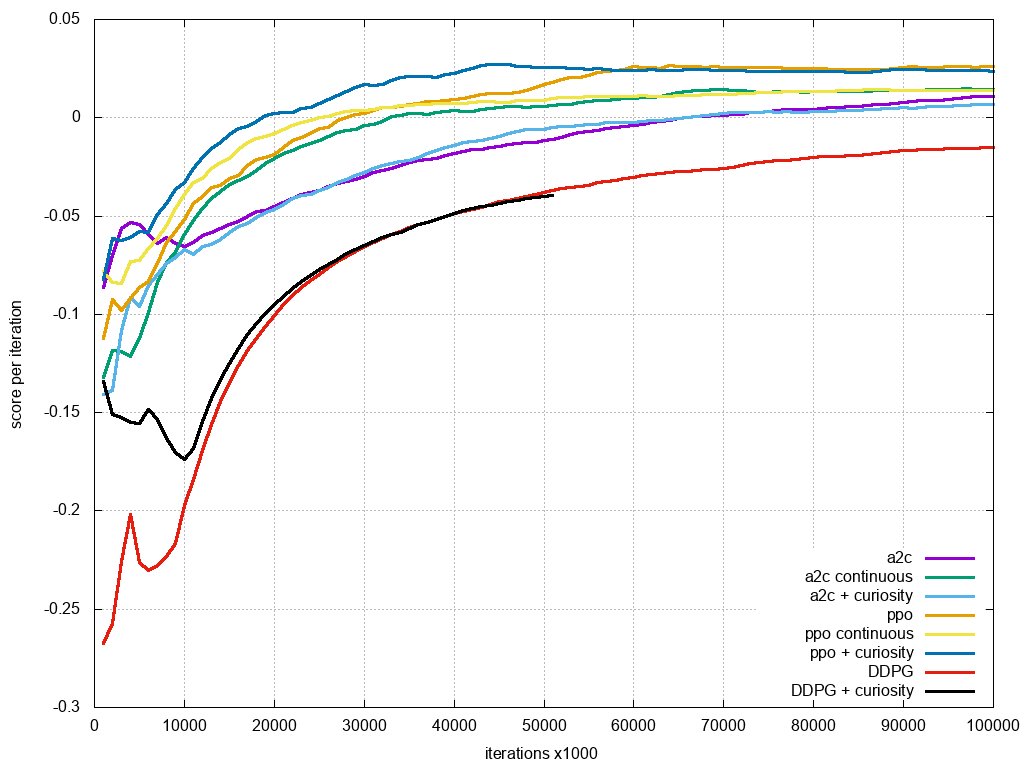 0.05
0
-0.05
-0.1
-0.15
-0.2
-0.25
-0.3
score per iteration
a2c
a2c continuous
a2c + curiosity
ppo
ppo continuous
ppo + curiosity
DDPG
DDPG + curiosity
0 10000 20000 30000 40000 50000 60000 70000 80000 90000 100000
iterations x1000